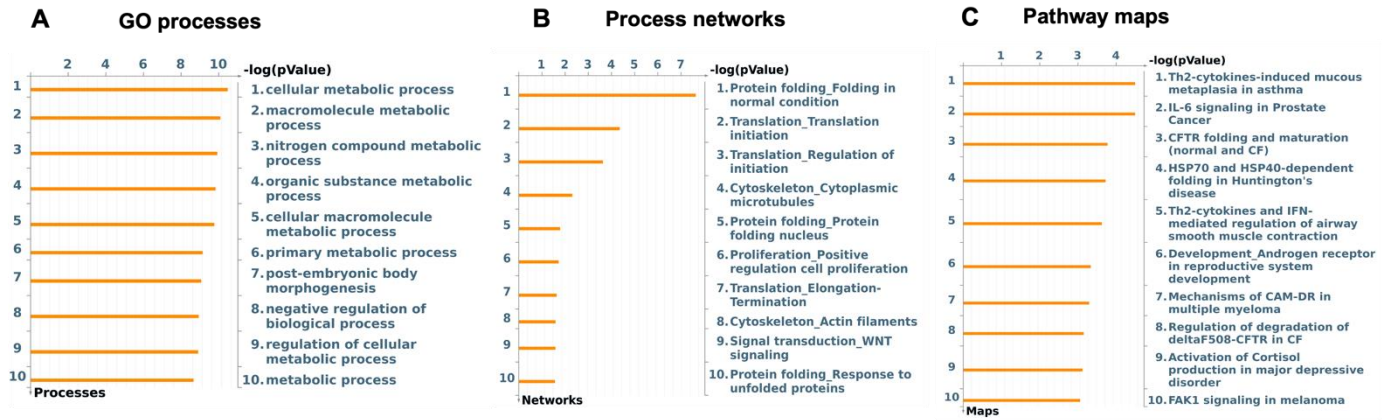 A GO processes
2 4 6 8 10
-log(pValue)
1 1.cellular metabolic process
2 2.macromolecule metabolic
process
3 3.nitrogen compound metabolic
process
4 4.organic substance metabolic
process
5 5.cellular macromolecule
metabolic process
6 6.primary metabolic process
7 7.post-embryonic body
morphogenesis
8 8.negative regulation of
biological process
9 9.regulation of cellular
metabolic process
10 10.metabolic process
Processes
B Process networks
1 2 3 4 5 6 7
-log(pValue)
1 1.Protein folding_Folding in
normal condition
2 2.Translation_Translation
initiation
3 3.Translation_Regulation of
initiation
4 4.Cytoskeleton_Cytoplasmic
microtubules
5 5.Protein folding_Protein
folding nucleus
6 6.Proliferation_Positive
regulation cell proliferation
7 7.Translation_Elongation-
Termination
8 8.Cytoskeleton_Actin filaments
9 9.Signal transduction_WNT
signaling
10 10.Protein folding_Response to
unfolded proteins
Networks
C Pathway maps
1 2 3 4
-log(pValue)
1 1.Th2-cytokines-induced mucous
metaplasia in asthma
2 2.IL-6 signaling in Prostate
Cancer
3 3.CFTR folding and maturation
(normal and CF)
4 4.HSP70 and HSP40-dependent
folding in Huntington's
disease
5 5.Th2-cytokines and IFN-
mediated regulation of airway
smooth muscle contraction
6 6.Development_Androgen receptor
in reproductive system
development
7 7.Mechanisms of CAM-DR in
multiple myeloma
8 8.Regulation of degradation of
deltaF508-CFTR in CF
9 9.Activation of Cortisol
production in major depressive
disorder
10 10.FAK1 signaling in melanoma
Maps